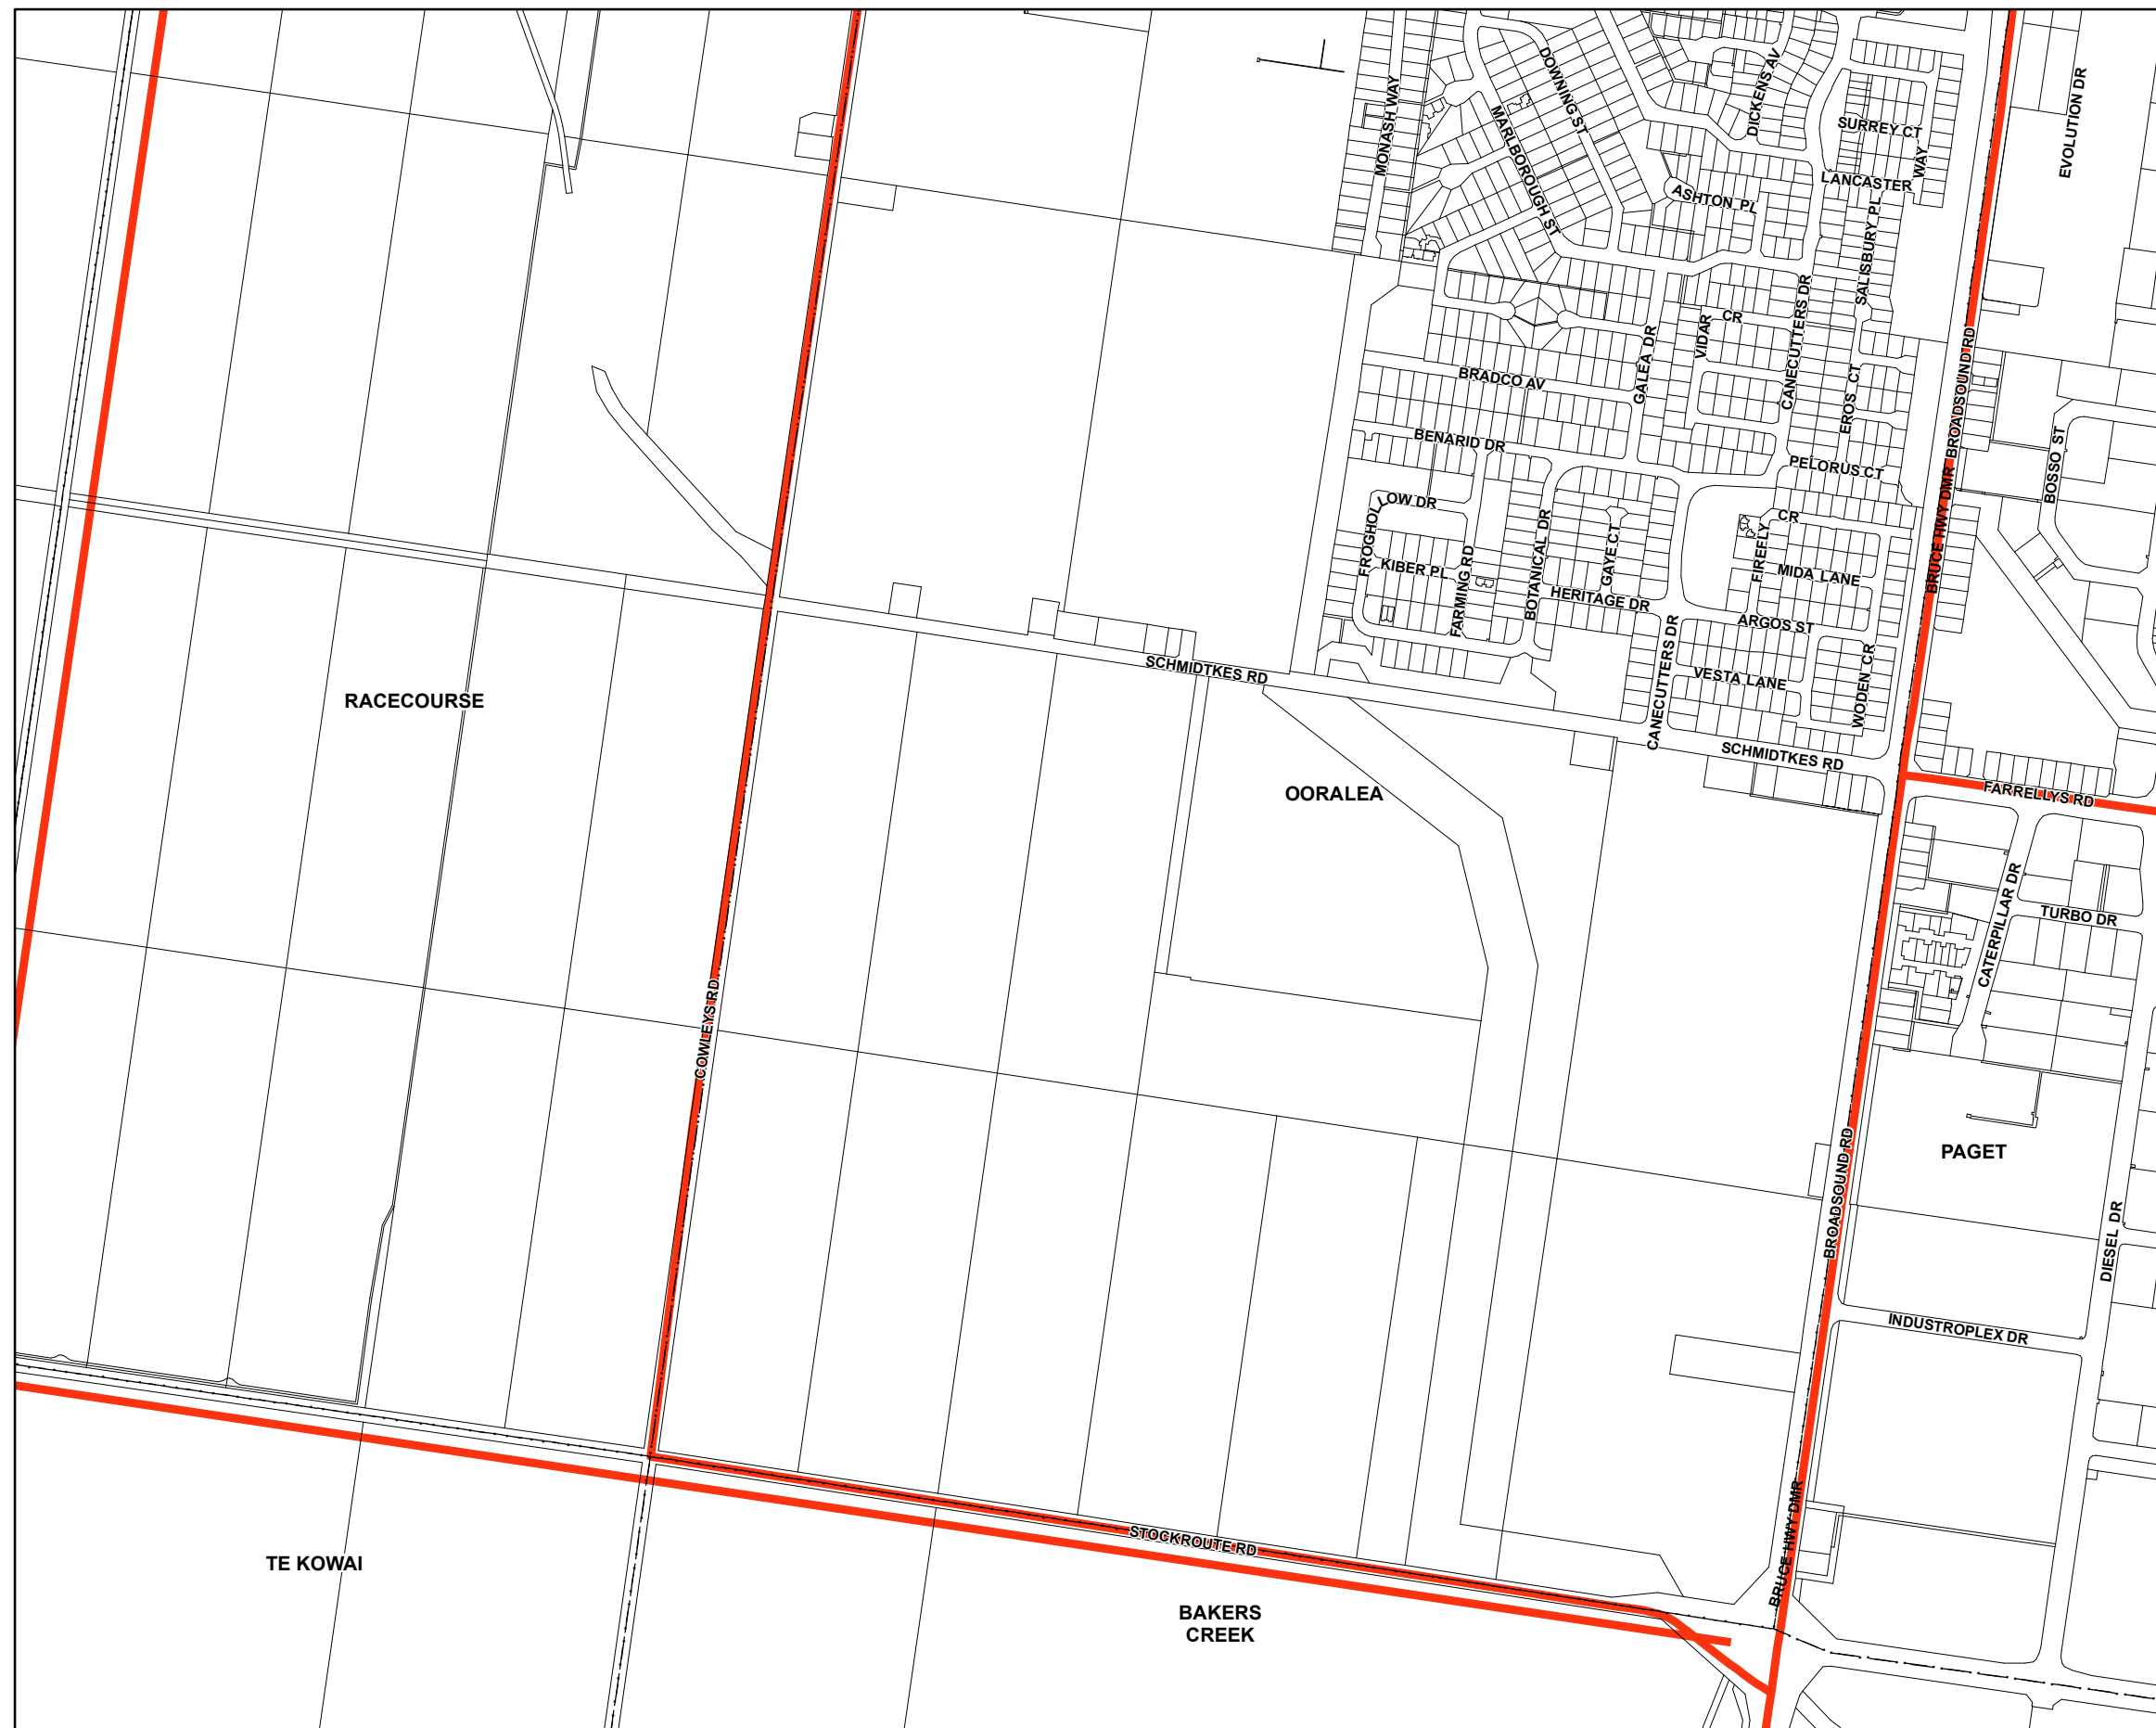 MONASH WAY
DOWNING ST
MARLBOROUGH ST
DICKENS AV
SURREY CT
WAY
LANCASTER
ASHTON PL
SALISBURY PL
EVOLUTION DR
CANECUTTERS DR
VIDAR
CR
GALEA DR
BRADCO AV
BENARID DR
EROS CT
PELORUS CT
BROADSOUND RD
BRUCE HWY DMR
BOSSO ST
FROGHOLLOW DR
KIBER PL
FARMING RD
BOTANICAL DR
GAYE CT
HERITAGE DR
FIREFLY
CR
MIDA LANE
ARGOS ST
VESTA LANE
WODEN CR
CANECUTTERS DR
SCHMIDTKES RD
SCHMIDTKES RD
RACECOURSE
OORALEA
FARRELLYS RD
CATERPILLAR DR
TURBO DR
COWLEYS RD
BROADSOUND RD
PAGET
DIESEL DR
INDUSTROPLEX DR
BRUCE HWY DMR
STOCKROUTE RD
TE KOWAI
BAKERS
CREEK